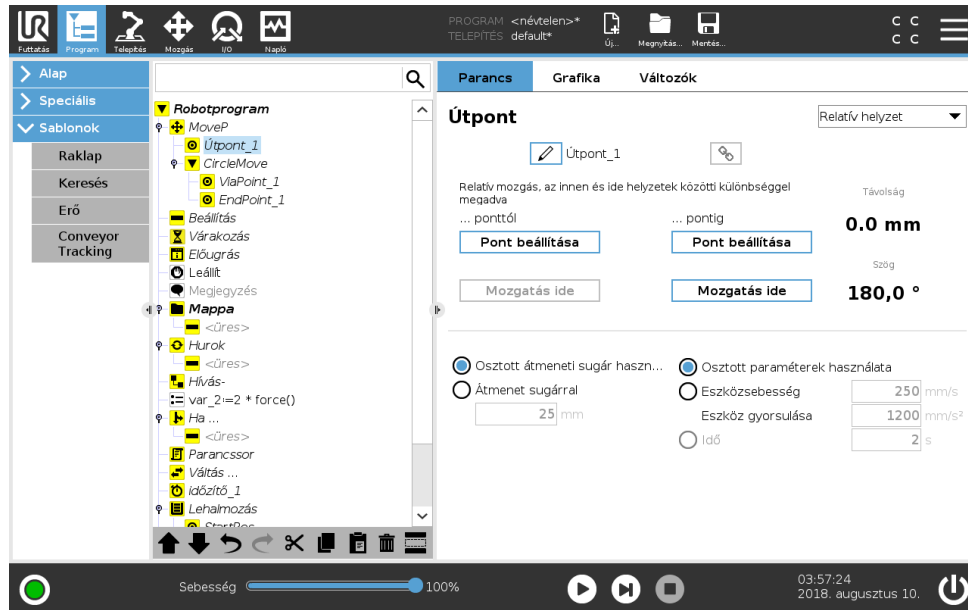 PROGRAM <névtelen>*
TELEPÍTÉS default*
Futtatás
Program
Telepítés
Mozgás
I/O
Napló
Új...
Megnyitás...
Mentés...
C C
C C
Alap
Speciális
Sablonok
Raklap
Keresés
Erő
Conveyor
Tracking
Robotprogram
MoveP
Útpont_1
CircleMove
ViaPoint_1
EndPoint_1
Beállítás
Várakozás
Előugrás
Leállít
Megjegyzés
Mappa
<üres>
Hurok
<üres>
Hívás-
var_2:=2 * force()
Ha ...
<üres>
Parancssor
Váltás ...
időzítő_1
Lehalmozás
StartPos
Parancs
Grafika
Változók
Útpont
Relatív helyzet
Útpont_1
Relatív mozgás, az innen és ide helyzetek közötti különbséggel
megadva
... ponttól
... pontig
Pont beállítása
Pont beállítása
Mozgatás ide
Mozgatás ide
Távolság
0.0 mm
Szög
180,0 °
Osztott átmeneti sugár haszn...
Átmenet sugárral
25 mm
Osztott paraméterek használata
Eszközsebesség 250 mm/s
Eszköz gyorsulása 1200 mm/s²
Idő 2 s
Sebesség 100%
03:57:24
2018. augusztus 10.